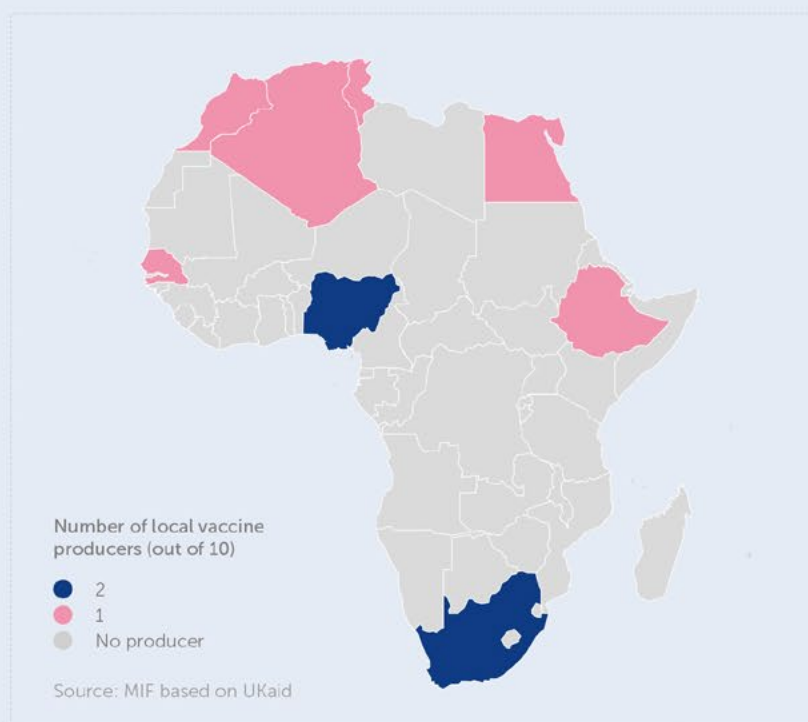 Number of local vaccine
producers (out of 10)
2
1
No producer
Source: MIF based on UKaid